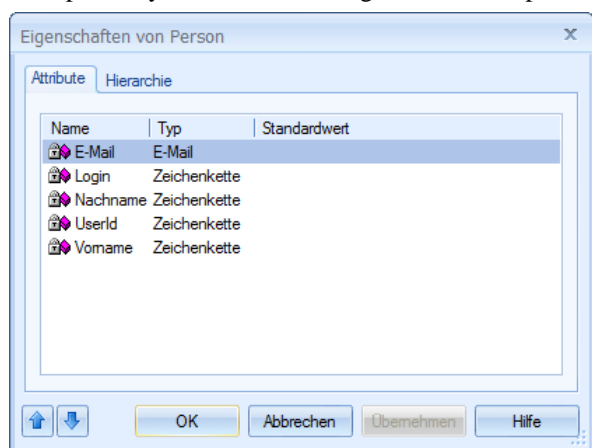 Eigenschaften von Person
Attribute Hierarchie
Name Typ Standardwert
E-Mail E-Mail
Login Zeichenkette
Nachname Zeichenkette
UserId Zeichenkette
Vorname Zeichenkette
OK Abbrechen Übernehmen Hilfe